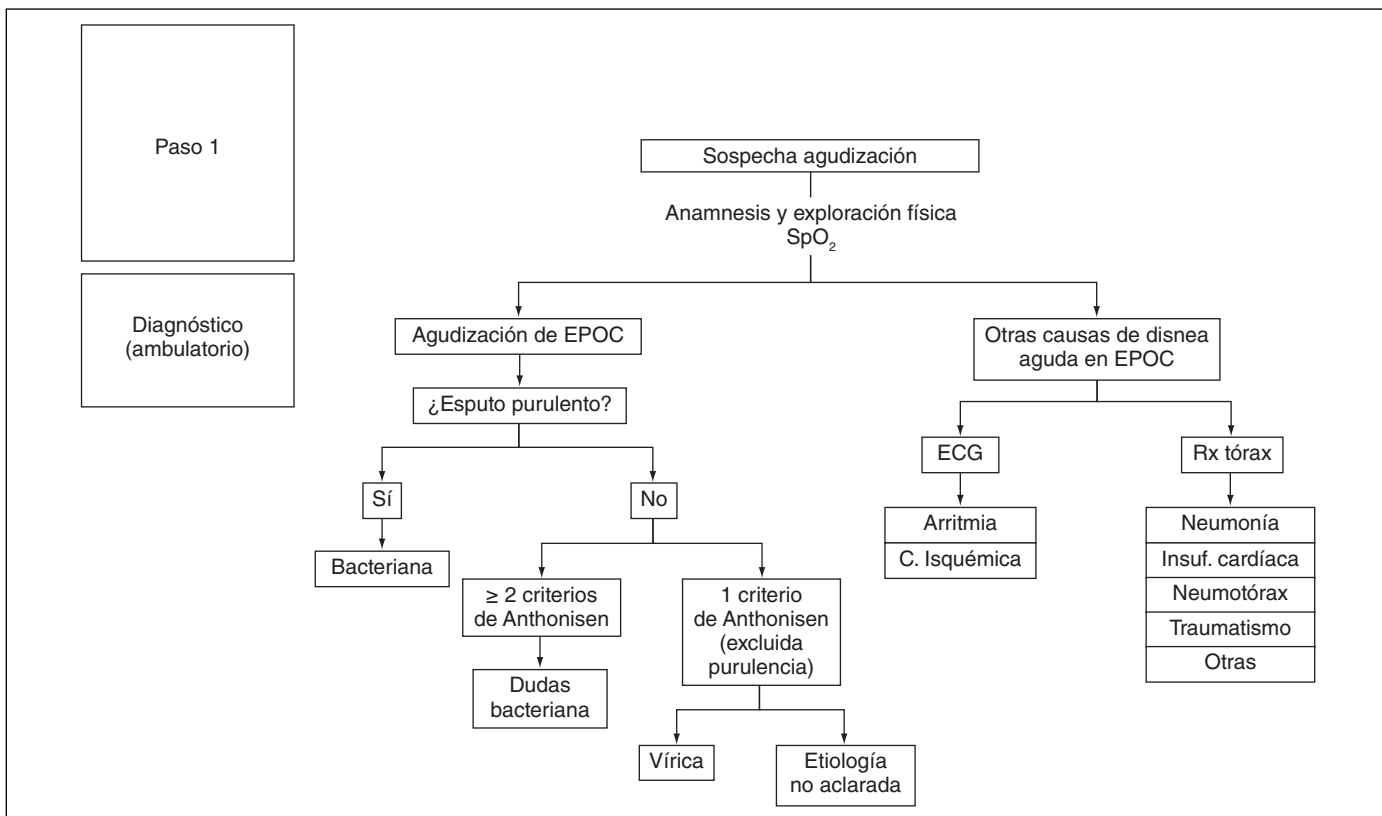 Paso 1
Diagnóstico
(ambulatorio)
Sospecha agudización
Anamnesis y exploración física
SpO₂
Agudización de EPOC
Otras causas de disnea
aguda en EPOC
¿Esputo purulento?
ECG
Rx tórax
Sí
No
Arritmia
C. Isquémica
Neumonía
Insuf. cardíaca
Neumotórax
Traumatismo
Otras
Bacteriana
≥ 2 criterios
de Anthonisen
1 criterio
de Anthonisen
(excluida
purulencia)
Dudas
bacteriana
Vírica
Etiología
no aclarada